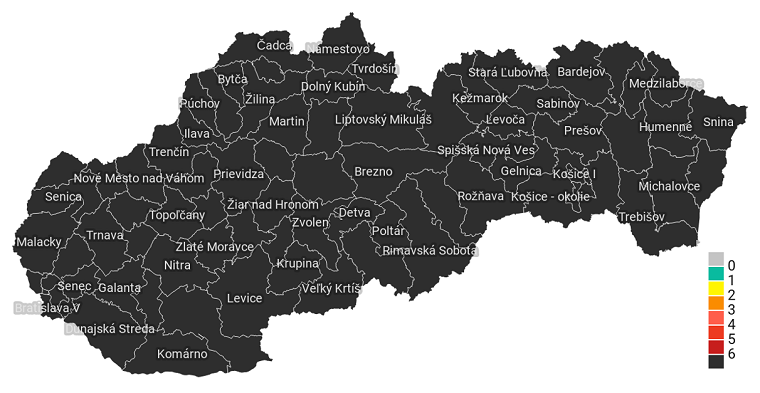 Čadca
Námestovo
Tvrdošín
Bytča
Dolný Kubín
Stará Ľubovňa
Bardejov
Medzilaborce
Púchov
Žilina
Kežmarok
Sabinov
Martin
Liptovský Mikuláš
Levoča
Snina
Ilava
Prešov
Humenné
Trenčín
Spišská Nová Ves
Nové Mesto nad Váhom
Prievidza
Brezno
Gelnica
Košice I
Michalovce
Senica
Rožňava
Košice - okolie
Žiar nad Hronom
Topoľčany
Detva
Trebišov
Zvolen
Poltár
Malacky
Trnava
Zlaté Moravce
Rimavská Sobota
Nitra
Krupina
Senec
Galanta
Veľký Krtíš
Levice
Bratislava V
Dunajská Streda
Komárno
0
1
2
3
4
5
6